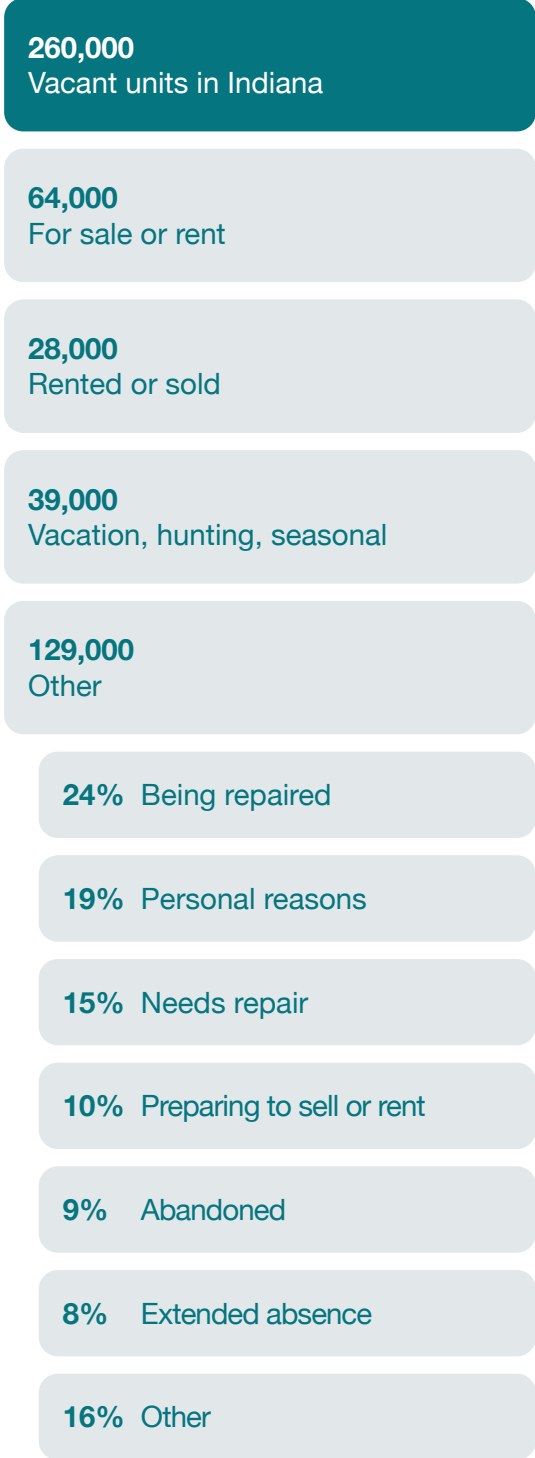 260,000
Vacant units in Indiana
64,000
For sale or rent
28,000
Rented or sold
39,000
Vacation, hunting, seasonal
129,000
Other
24% Being repaired
19% Personal reasons
15% Needs repair
10% Preparing to sell or rent
9% Abandoned
8% Extended absence
16% Other